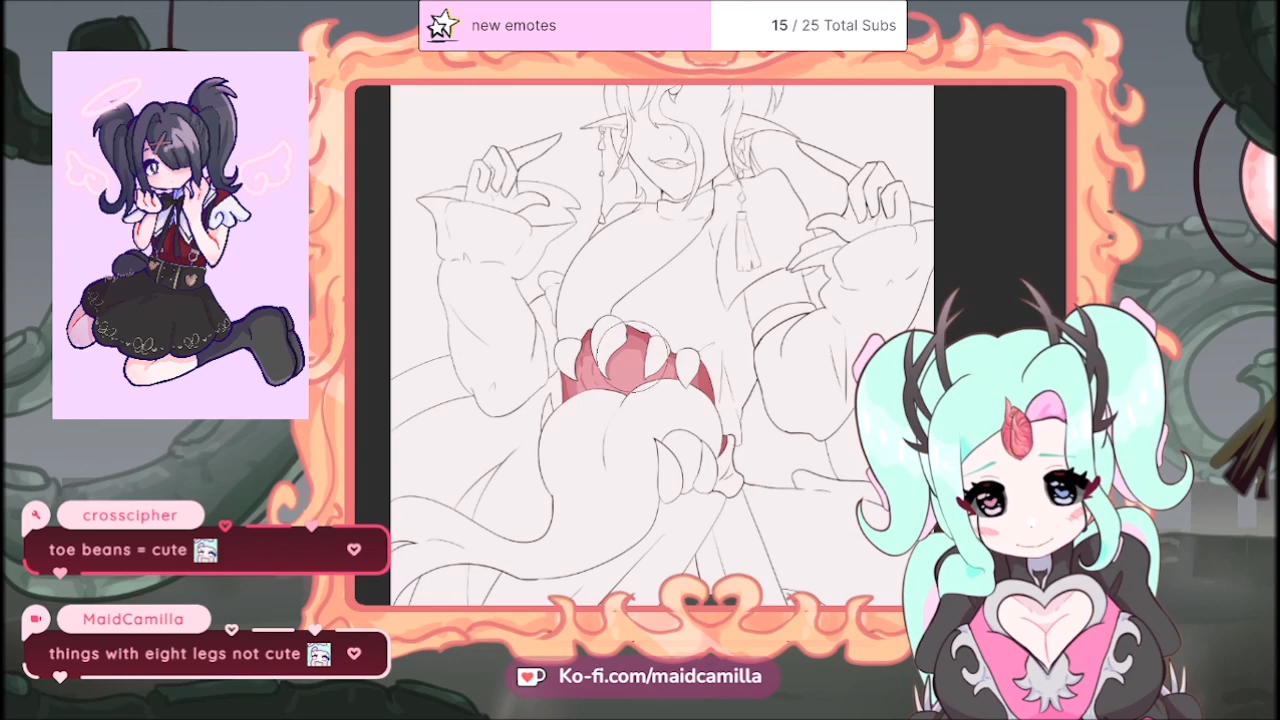 new emotes
15 / 25 Total Subs
crosscipher
toe beans = cute
MaidCamilla
things with eight legs not cute
Ko-fi.com/maidcamilla